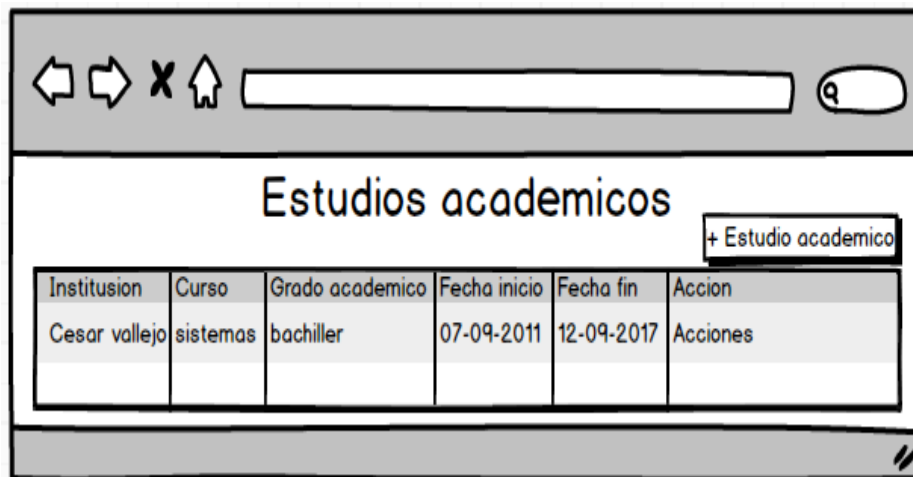 Estudios academicos
+ Estudio academico
Institusion Curso Grado academico Fecha inicio Fecha fin Accion
Cesar vallejo sistemas bachiller 07-09-2011 12-09-2017 Acciones